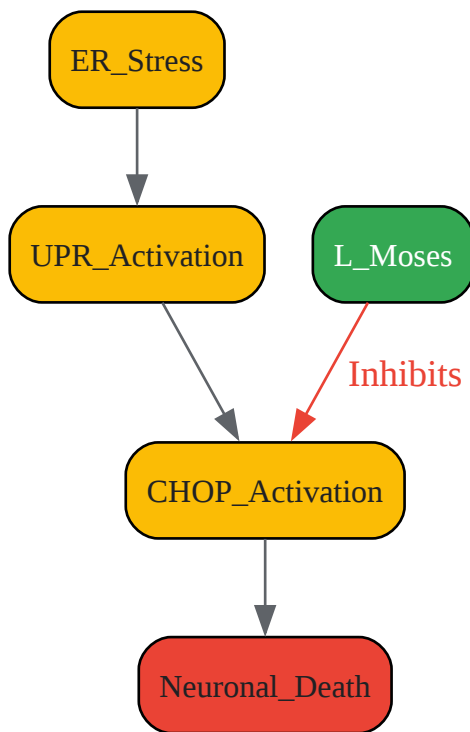 ER_Stress
UPR_Activation
L_Moses
Inhibits
CHOP_Activation
Neuronal_Death